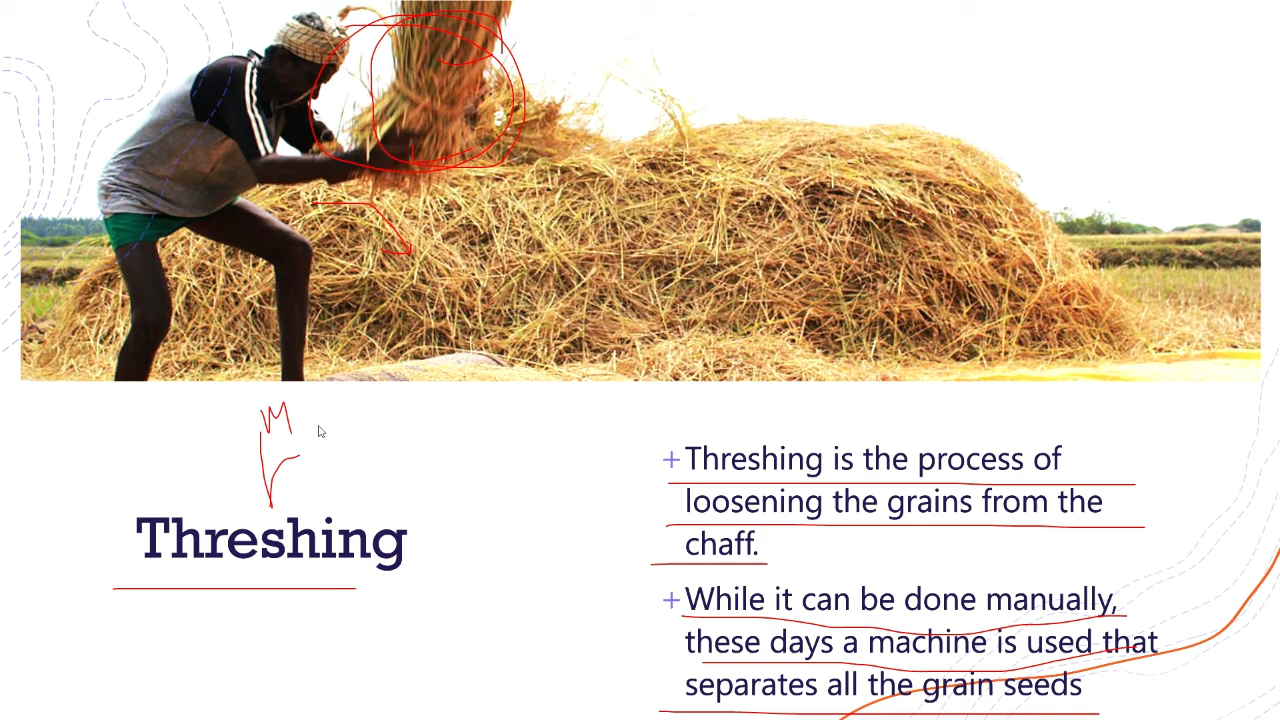 Threshing
+ Threshing is the process of
loosening the grains from the
chaff.
+ While it can be done manually,
these days a machine is used that
separates all the grain seeds